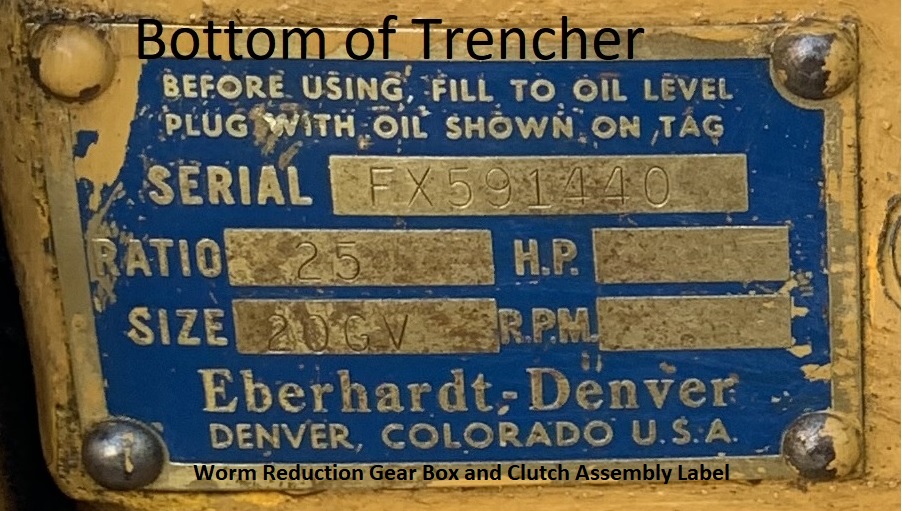 Bottom of Trencher
BEFORE USING, FILL TO OIL LEVEL
PLUG WITH OIL SHOWN ON TAG
SERIAL FX591440
RATIO 25 H.P.
SIZE 20GV R.P.M.
Eberhardt-Denver
DENVER, COLORADO U.S.A.
Worm Reduction Gear Box and Clutch Assembly Label